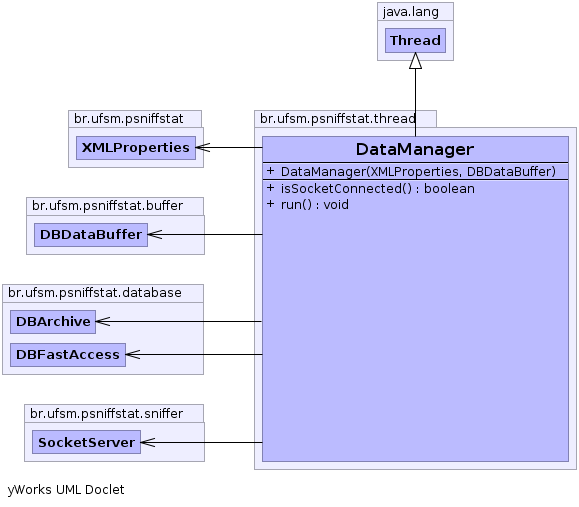 java.lang
Thread
br.ufsm.psniffstat
XMLProperties
br.ufsm.psniffstat.thread
DataManager
+ DataManager(XMLProperties, DBDataBuffer)
+ isSocketConnected() : boolean
+ run() : void
br.ufsm.psniffstat.buffer
DBDataBuffer
br.ufsm.psniffstat.database
DBArchive
DBFastAccess
br.ufsm.psniffstat.sniffer
SocketServer
yWorks UML Doclet